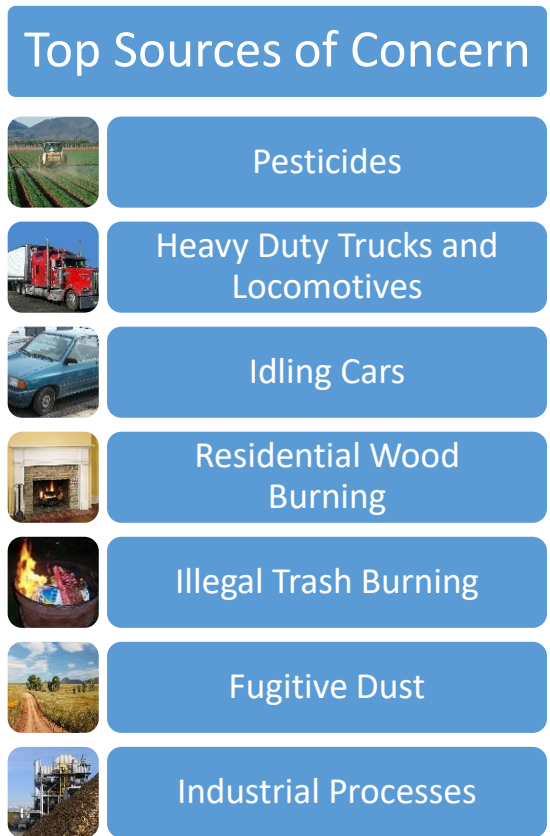 Top Sources of Concern
Pesticides
Heavy Duty Trucks and
Locomotives
Idling Cars
Residential Wood
Burning
Illegal Trash Burning
Fugitive Dust
Industrial Processes